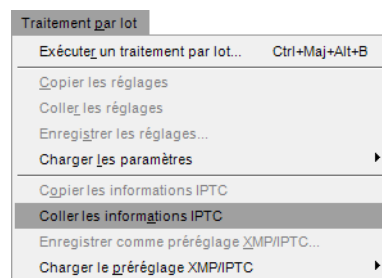 Traitement par lot
Exécuter un traitement par lot... Ctrl+Maj+Alt+B
Copier les réglages
Coller les réglages
Enregistrer les réglages...
Charger les paramètres
Copier les informations IPTC
Coller les informations IPTC
Enregistrer comme préréglage XMP/IPTC...
Charger le préréglage XMP/IPTC